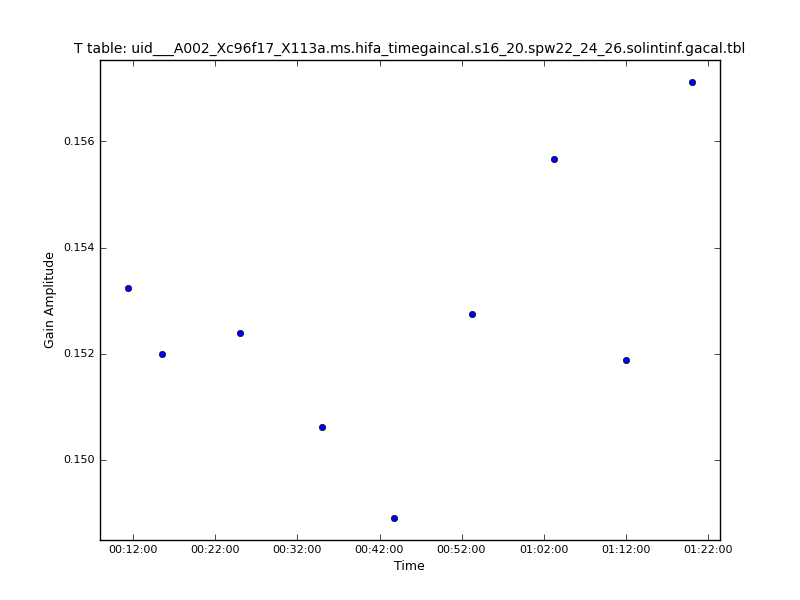 T table: uid___A002_Xc96f17_X113a.ms.hifa_timegaincal.s16_20.spw22_24_26.solintinf.gacal.tbl
0.156
0.154
0.152
0.150
Gain Amplitude
00:12:00 00:22:00 00:32:00 00:42:00 00:52:00 01:02:00 01:12:00 01:22:00
Time